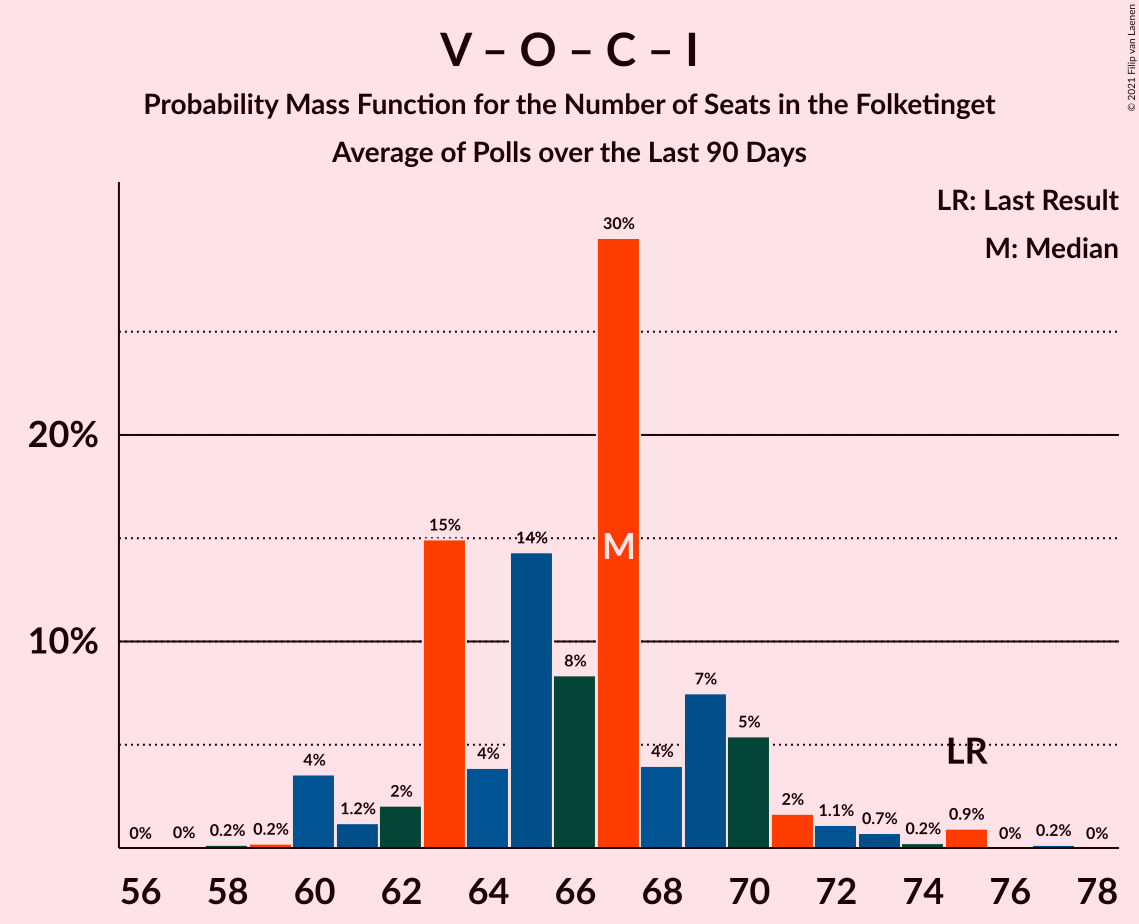 V – O – C – I
Probability Mass Function for the Number of Seats in the Folketinget
Average of Polls over the Last 90 Days
© 2021 Filip van Laenen
LR: Last Result
M: Median
20%
10%
0%
0%
0.2%
0.2%
4%
1.2%
2%
15%
4%
14%
8%
30%
4%
7%
5%
2%
1.1%
0.7%
0.2%
0.9%
0%
0.2%
0%
M
LR
56 58 60 62 64 66 68 70 72 74 76 78